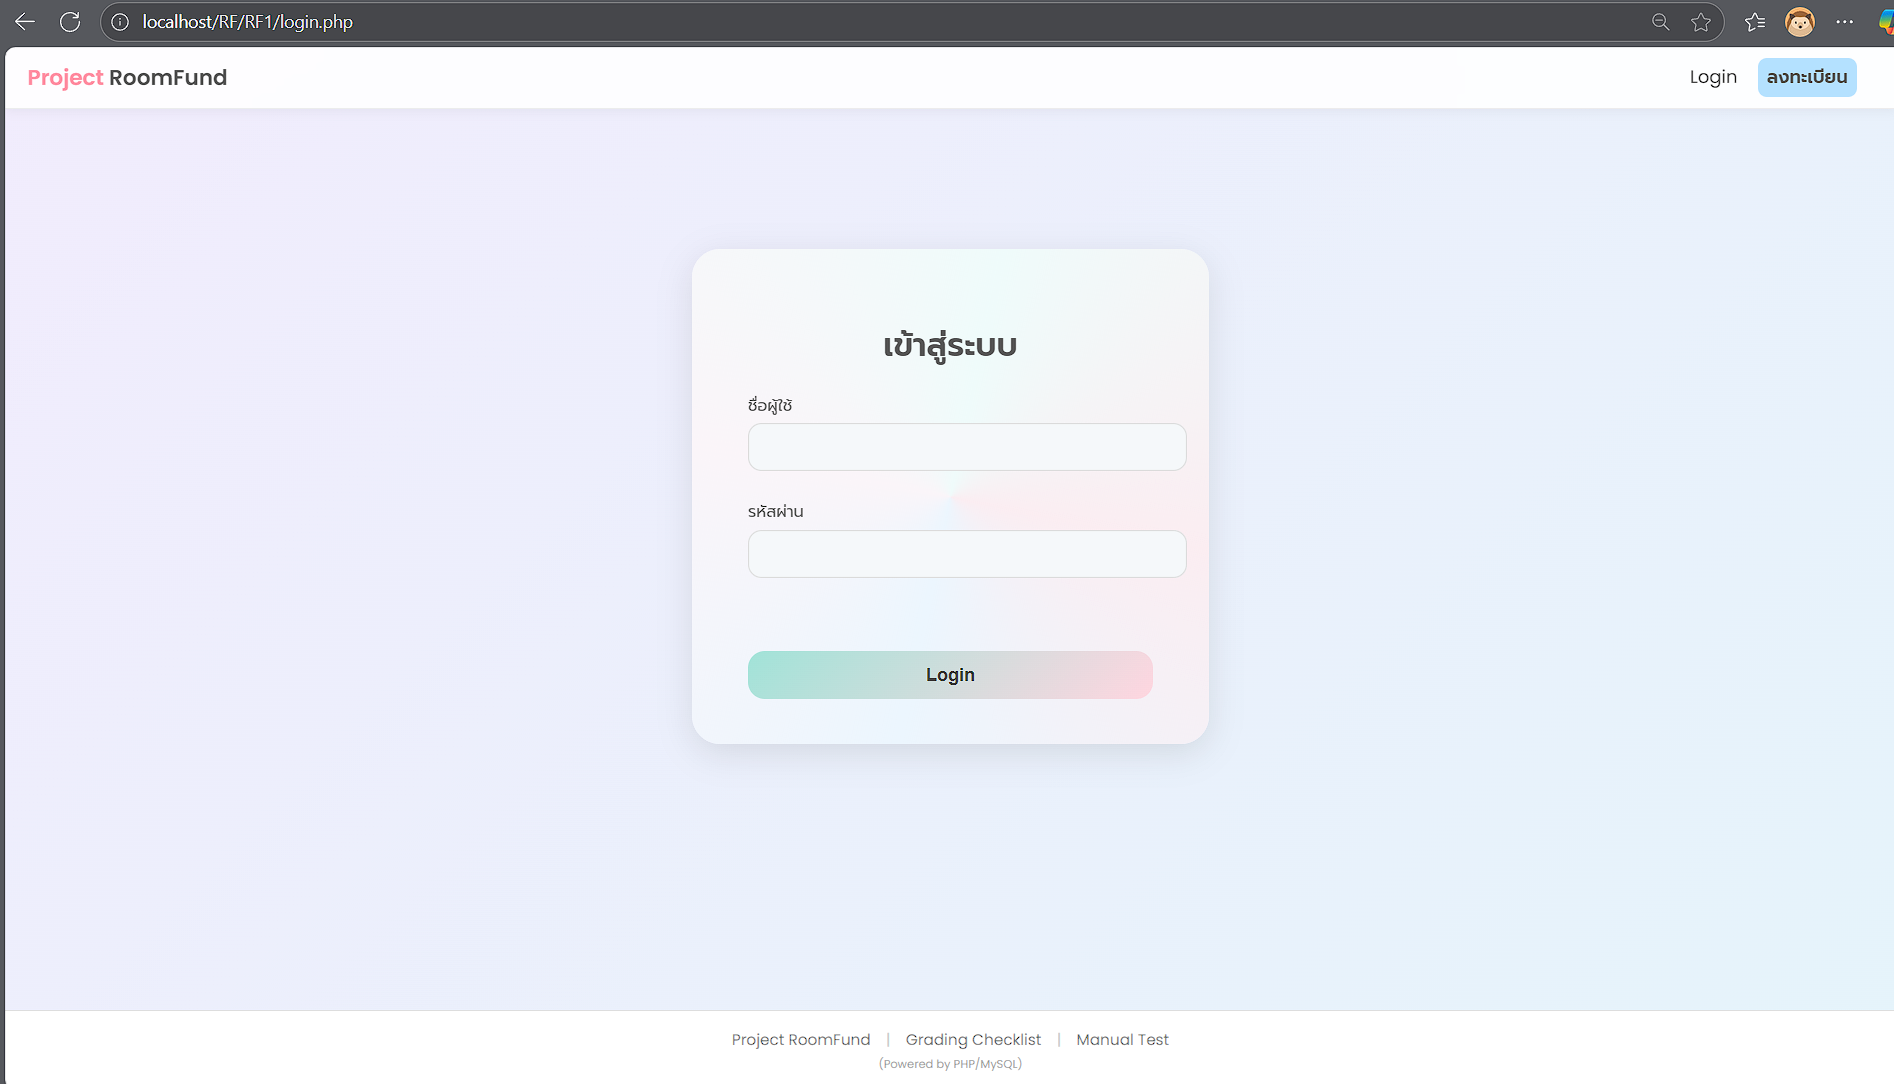 localhost/RF/RF1/login.php
Project RoomFund
Login
ลงทะเบียน
เข้าสู่ระบบ
ชื่อผู้ใช้
รหัสผ่าน
Login
Project RoomFund | Grading Checklist | Manual Test
(Powered by PHP/MySQL)